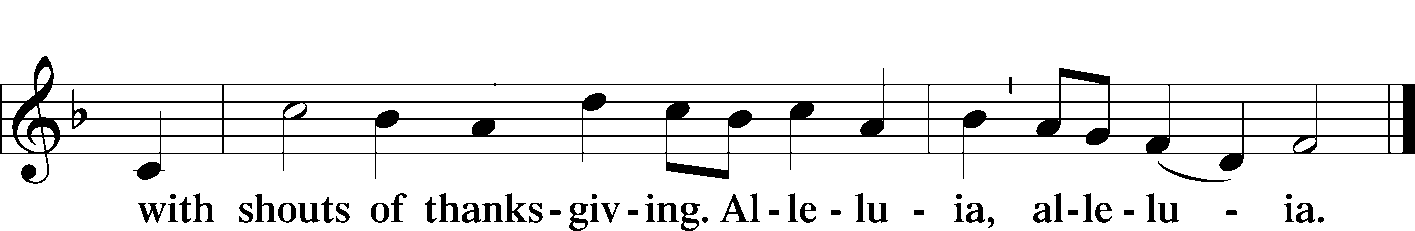 with shouts of thanks-giv-ing. Al-le-lu-ia, al-le-lu-ia.